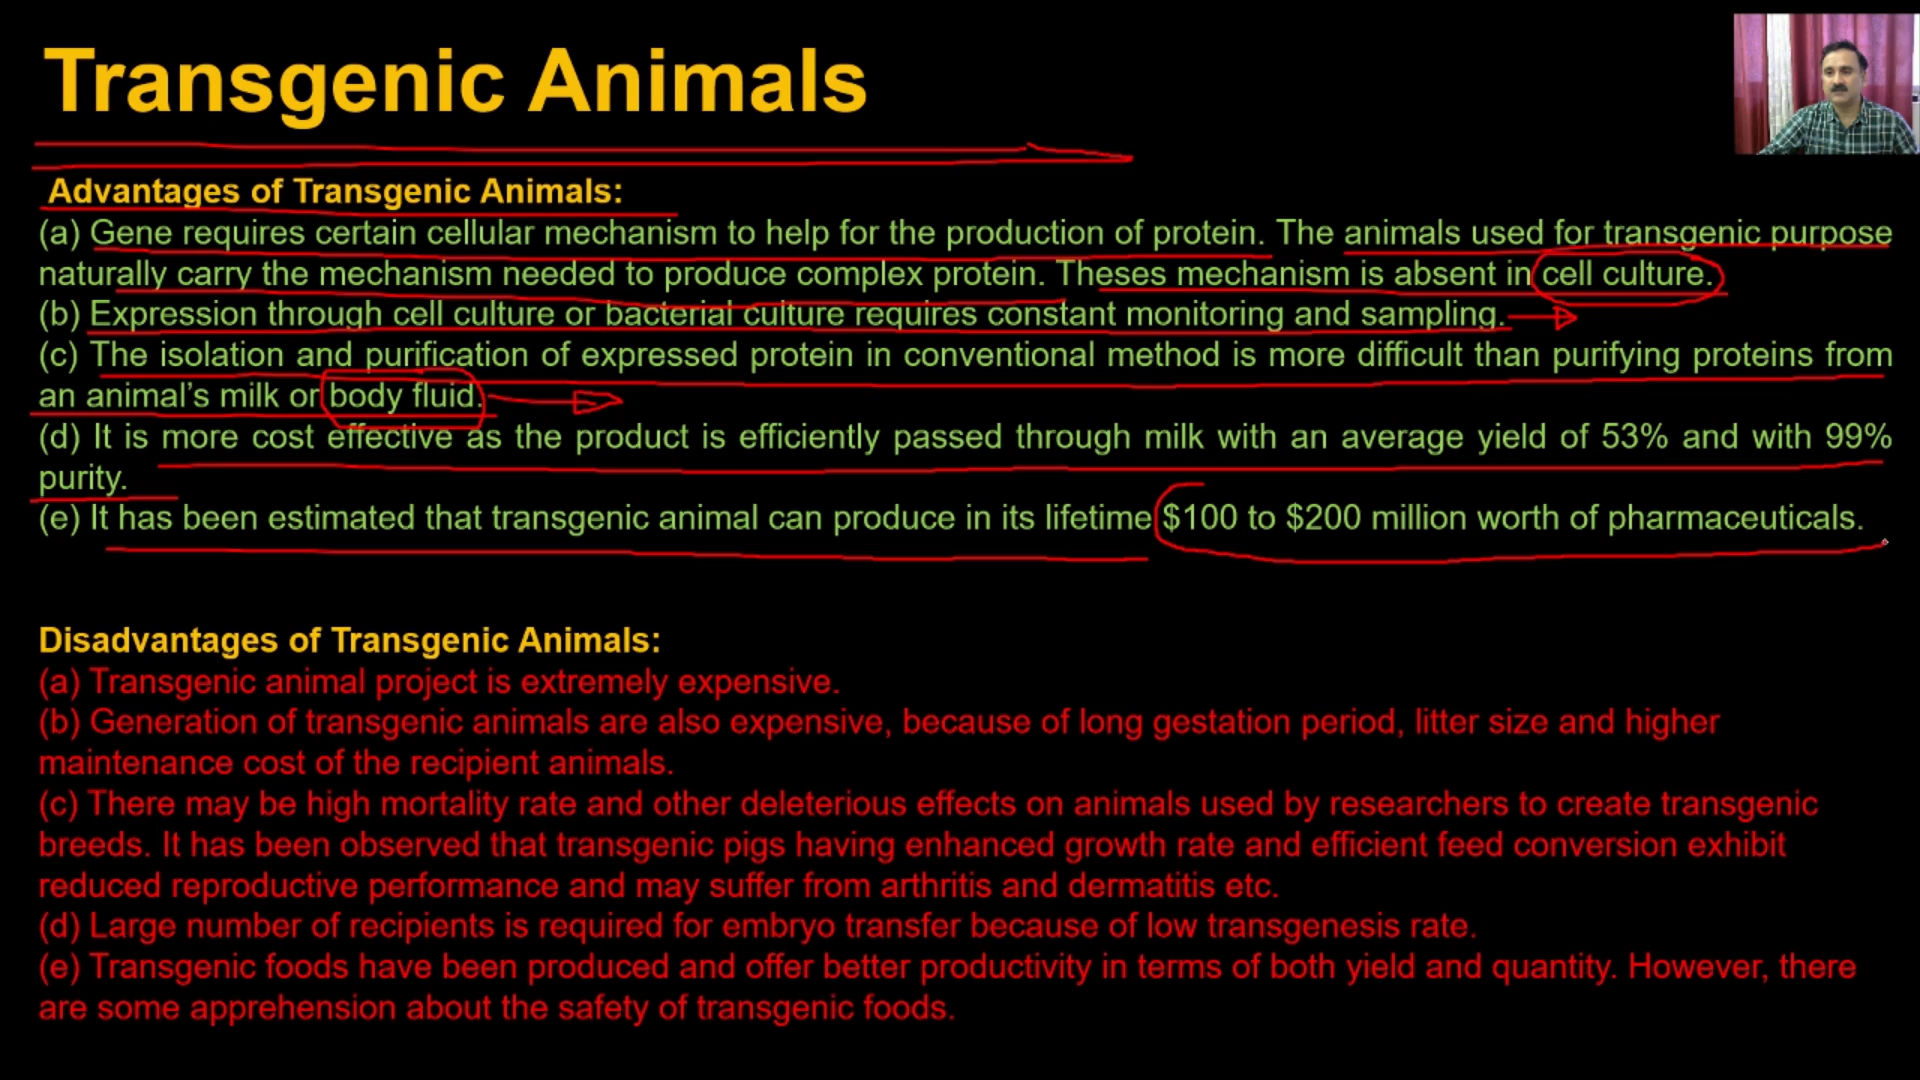 Transgenic Animals
Advantages of Transgenic Animals:
(a) Gene requires certain cellular mechanism to help for the production of protein. The animals used for transgenic purpose
naturally carry the mechanism needed to produce complex protein. Theses mechanism is absent in cell culture.
(b) Expression through cell culture or bacterial culture requires constant monitoring and sampling.
(c) The isolation and purification of expressed protein in conventional method is more difficult than purifying proteins from
an animal's milk or body fluid.
(d) It is more cost effective as the product is efficiently passed through milk with an average yield of 53% and with 99%
purity.
(e) It has been estimated that transgenic animal can produce in its lifetime $100 to $200 million worth of pharmaceuticals.
Disadvantages of Transgenic Animals:
(a) Transgenic animal project is extremely expensive.
(b) Generation of transgenic animals are also expensive, because of long gestation period, litter size and higher
maintenance cost of the recipient animals.
(c) There may be high mortality rate and other deleterious effects on animals used by researchers to create transgenic
breeds. It has been observed that transgenic pigs having enhanced growth rate and efficient feed conversion exhibit
reduced reproductive performance and may suffer from arthritis and dermatitis etc.
(d) Large number of recipients is required for embryo transfer because of low transgenesis rate.
(e) Transgenic foods have been produced and offer better productivity in terms of both yield and quantity. However, there
are some apprehension about the safety of transgenic foods.